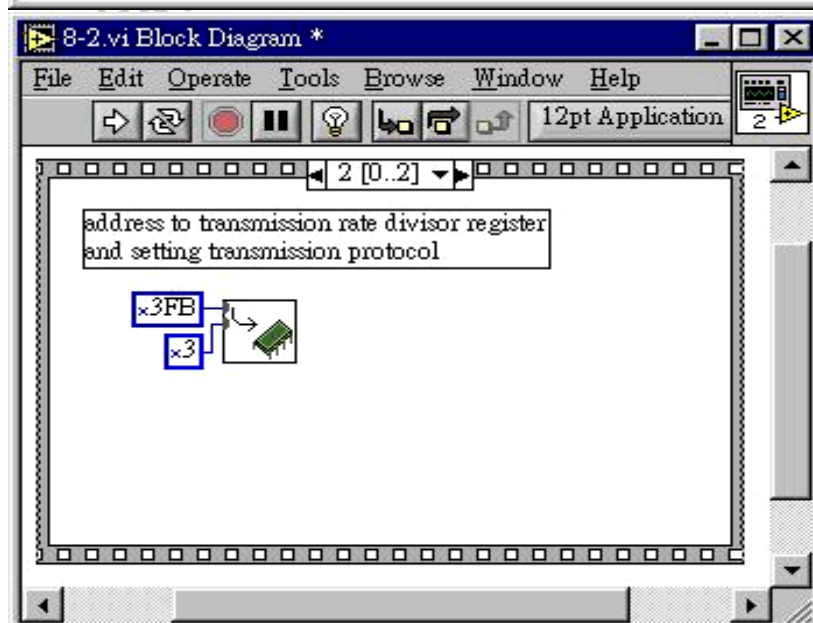 8-2.vi Block Diagram *
File Edit Operate Tools Browse Window Help
12pt Application
2
2 [0..2]
address to transmission rate divisor register
and setting transmission protocol
x3FB
x3